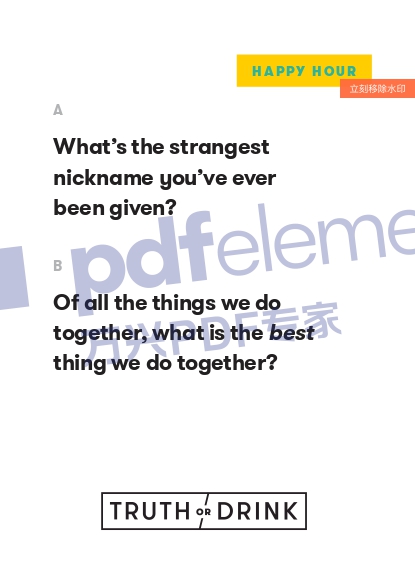 HAPPY HOUR
立刻移除水印
A
What's the strangest
nickname you've ever
been given?
B
Of all the things we do
together, what is the best
thing we do together?
pdfeleme
万兴PDF专家
TRUTH OR DRINK